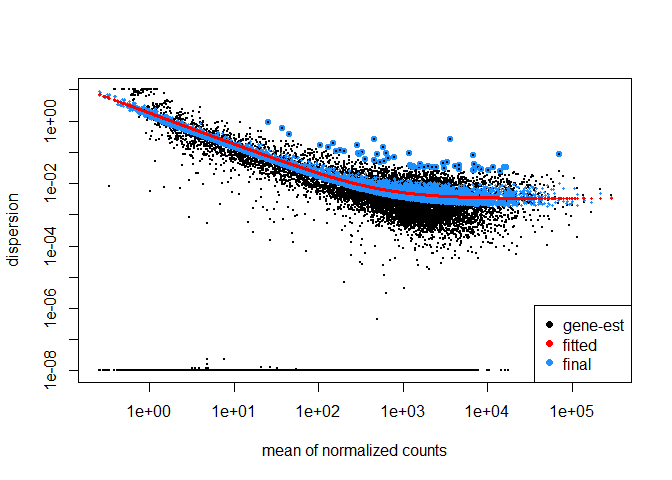 1e+00
1e-02
1e-04
1e-06
1e-08
dispersion
gene-est
fitted
final
1e+00 1e+01 1e+02 1e+03 1e+04 1e+05
mean of normalized counts